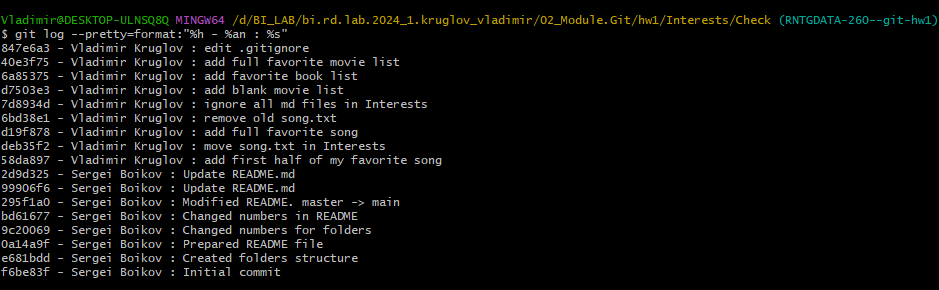 Vladimir@DESKTOP-ULNSQ8Q MINGW64 /d/BI_LAB/bi.rd.lab.2024_1.kruglov_vladimir/02_Module.Git/hw1/Interests/Check (RNTGDATA-260--git-hw1)
$ git log --pretty=format:"%h - %an : %s"
847e6a3 - Vladimir Kruglov : edit .gitignore
40e3f75 - Vladimir Kruglov : add full favorite movie list
6a85375 - Vladimir Kruglov : add favorite book list
d7503e3 - Vladimir Kruglov : add blank movie list
7d8934d - Vladimir Kruglov : ignore all md files in Interests
6bd38e1 - Vladimir Kruglov : remove old song.txt
d19f878 - Vladimir Kruglov : add full favorite song
deb35f2 - Vladimir Kruglov : move song.txt in Interests
58da897 - Vladimir Kruglov : add first half of my favorite song
2d9d325 - Sergei Boikov : Update README.md
99906f6 - Sergei Boikov : Update README.md
295f1a0 - Sergei Boikov : Modified README. master -> main
bd61677 - Sergei Boikov : Changed numbers in README
9c20069 - Sergei Boikov : Changed numbers for folders
0a14a9f - Sergei Boikov : Prepared README file
e681bdd - Sergei Boikov : Created folders structure
f6be83f - Sergei Boikov : Initial commit